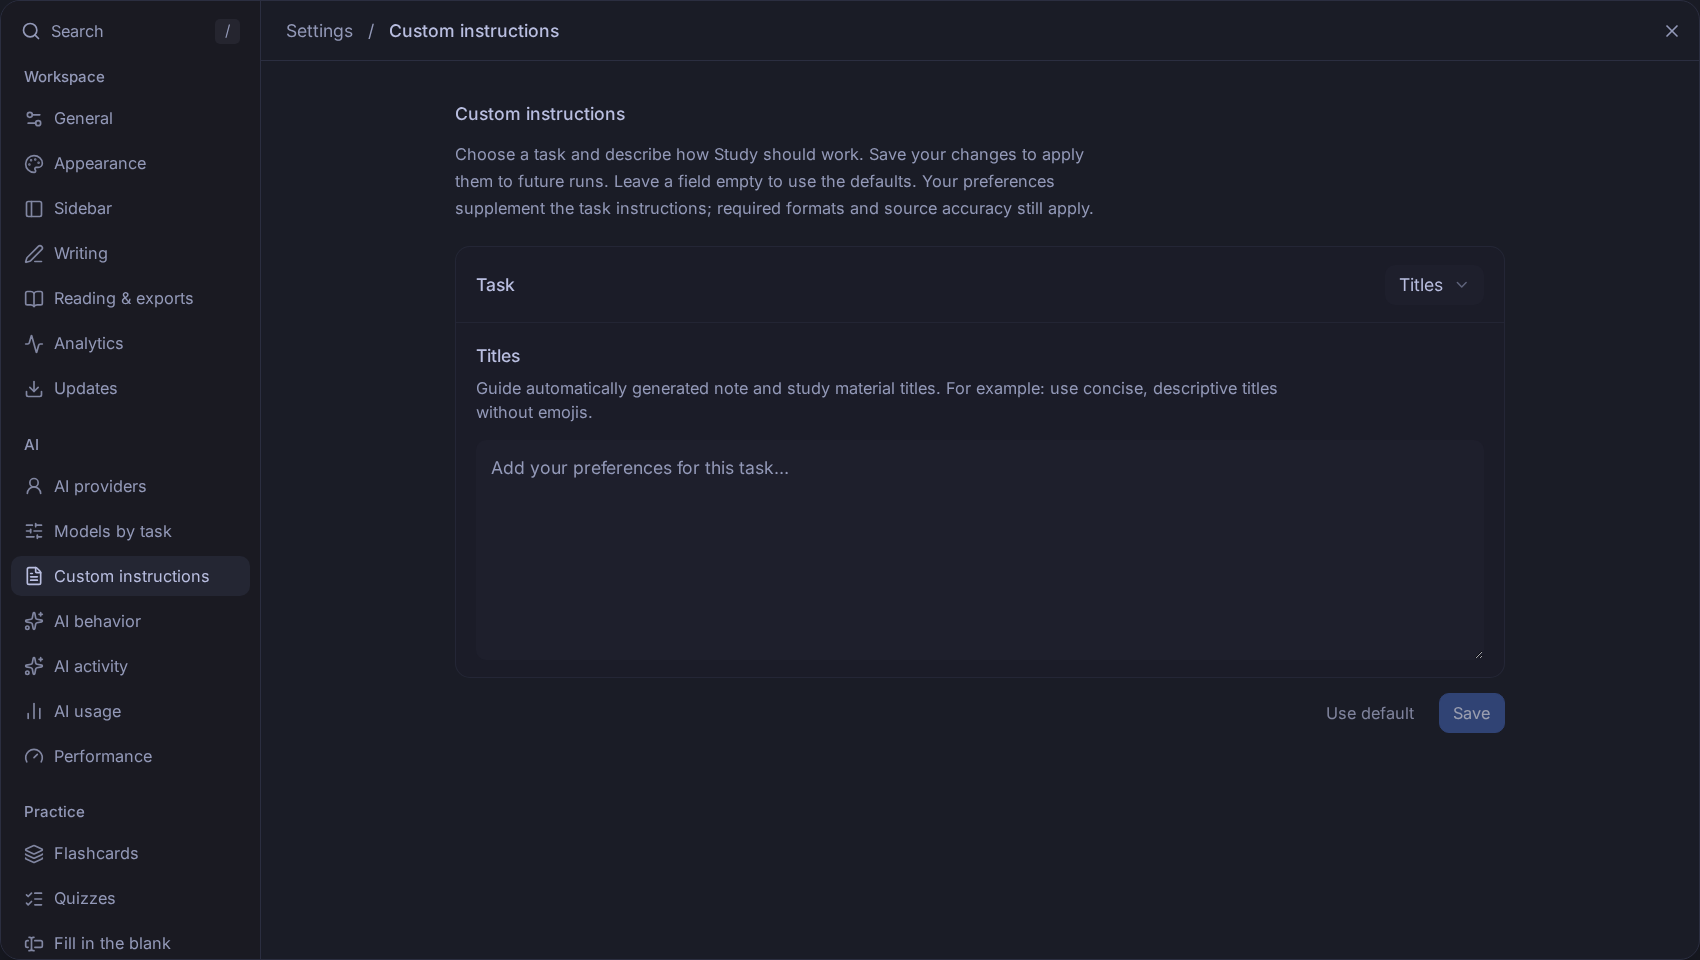 Search
/
Workspace
General
Appearance
Sidebar
Writing
Reading & exports
Analytics
Updates
AI
AI providers
Models by task
Custom instructions
AI behavior
AI activity
AI usage
Performance
Practice
Flashcards
Quizzes
Fill in the blank
Settings / Custom instructions
Custom instructions
Choose a task and describe how Study should work. Save your changes to apply
them to future runs. Leave a field empty to use the defaults. Your preferences
supplement the task instructions; required formats and source accuracy still apply.
Task
Titles
Titles
Guide automatically generated note and study material titles. For example: use concise, descriptive titles
without emojis.
Add your preferences for this task...
Use default
Save